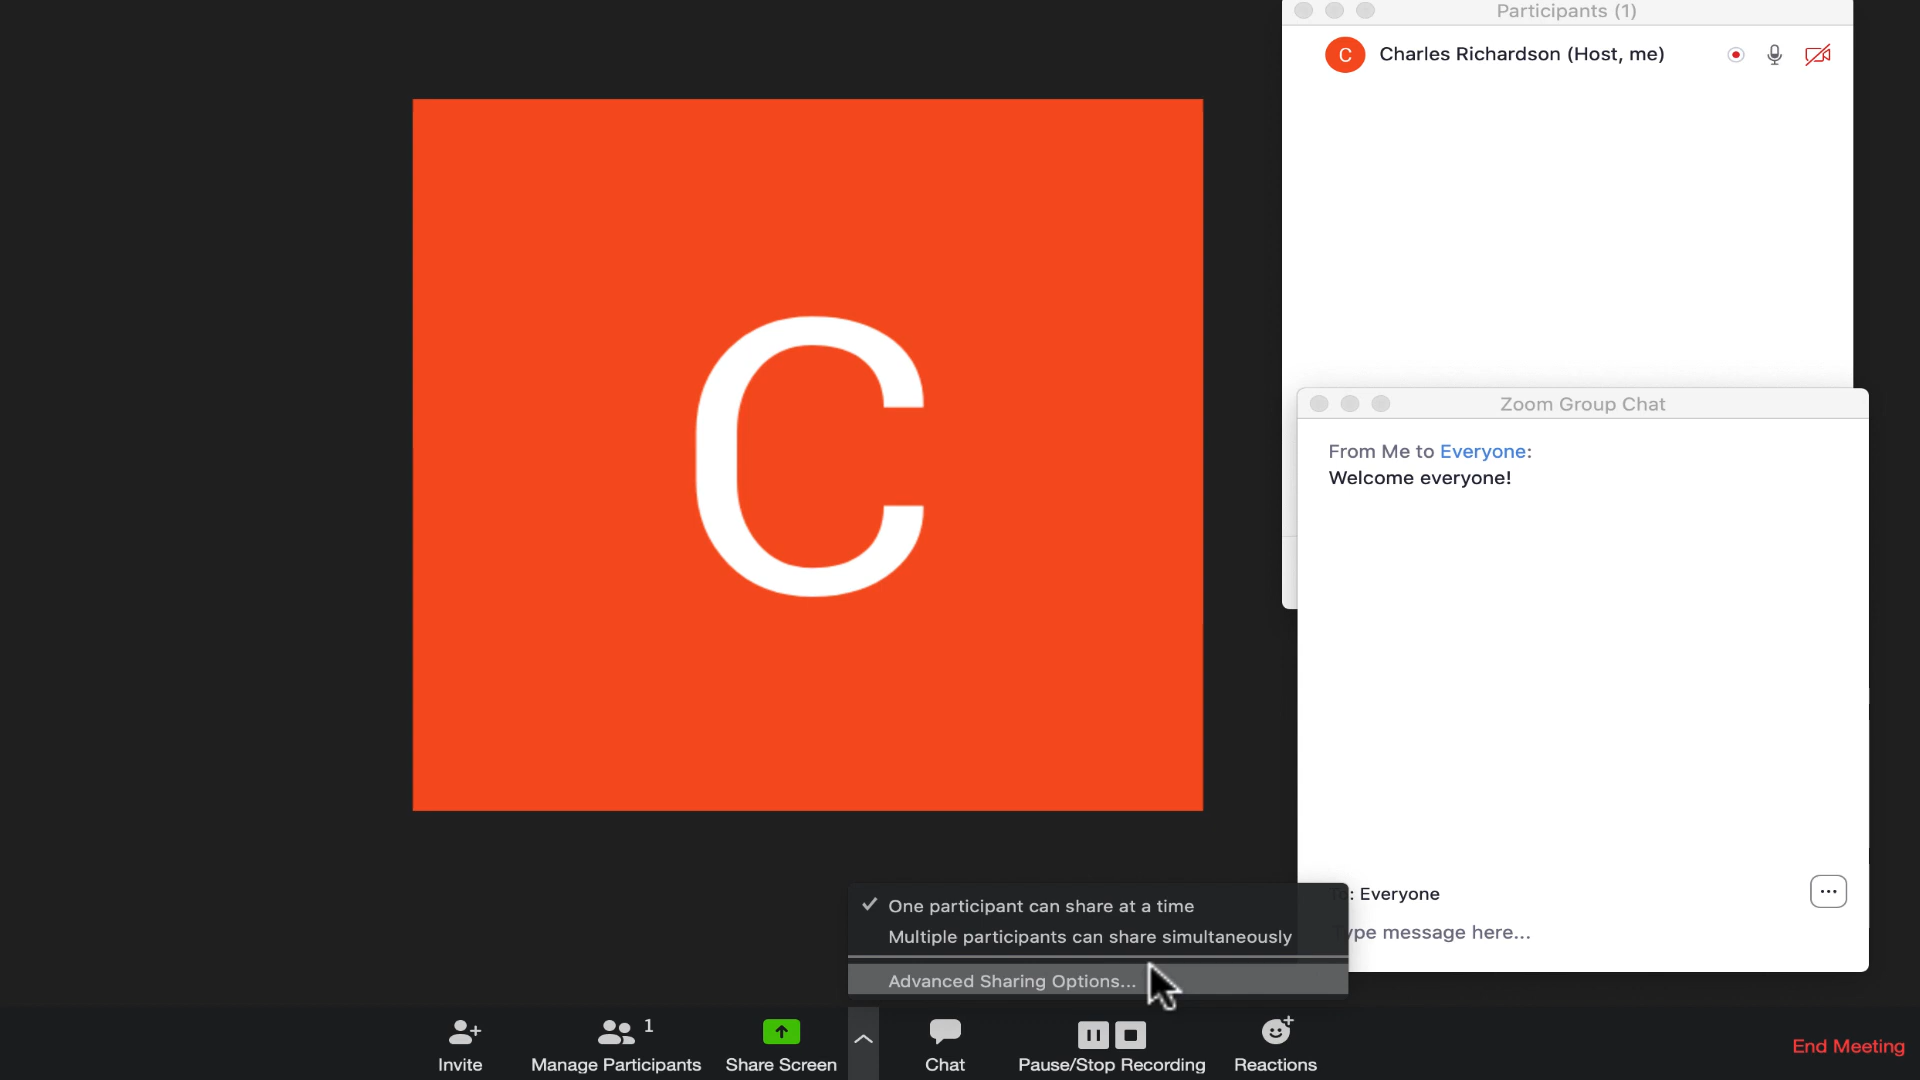 Participants (1)
C
Charles Richardson (Host, me)
C
Zoom Group Chat
From Me to Everyone:
Welcome everyone!
One participant can share at a time
Multiple participants can share simultaneously
Advanced Sharing Options...
: Everyone
ype message here...
1
Invite
Manage Participants
Share Screen
Chat
Pause/Stop Recording
Reactions
End Meeting